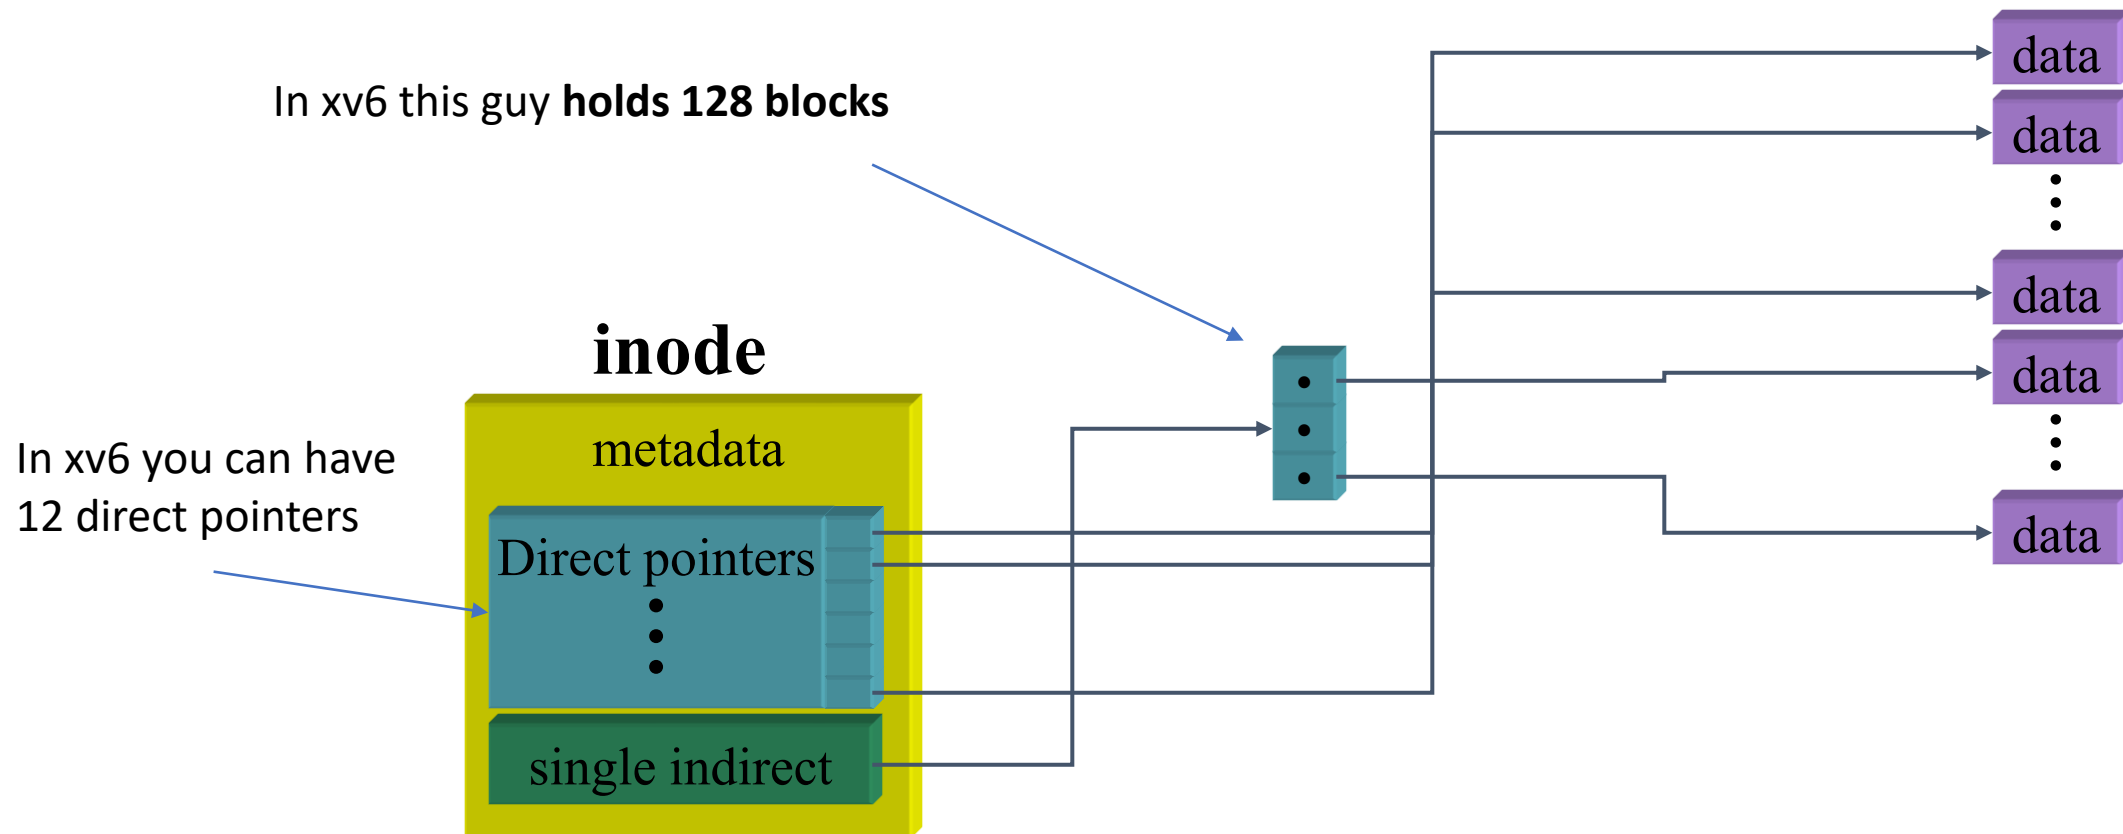 In xv6 this guy holds 128 blocks
inode
metadata
In xv6 you can have
12 direct pointers
Direct pointers
single indirect
data
data
data
data
data